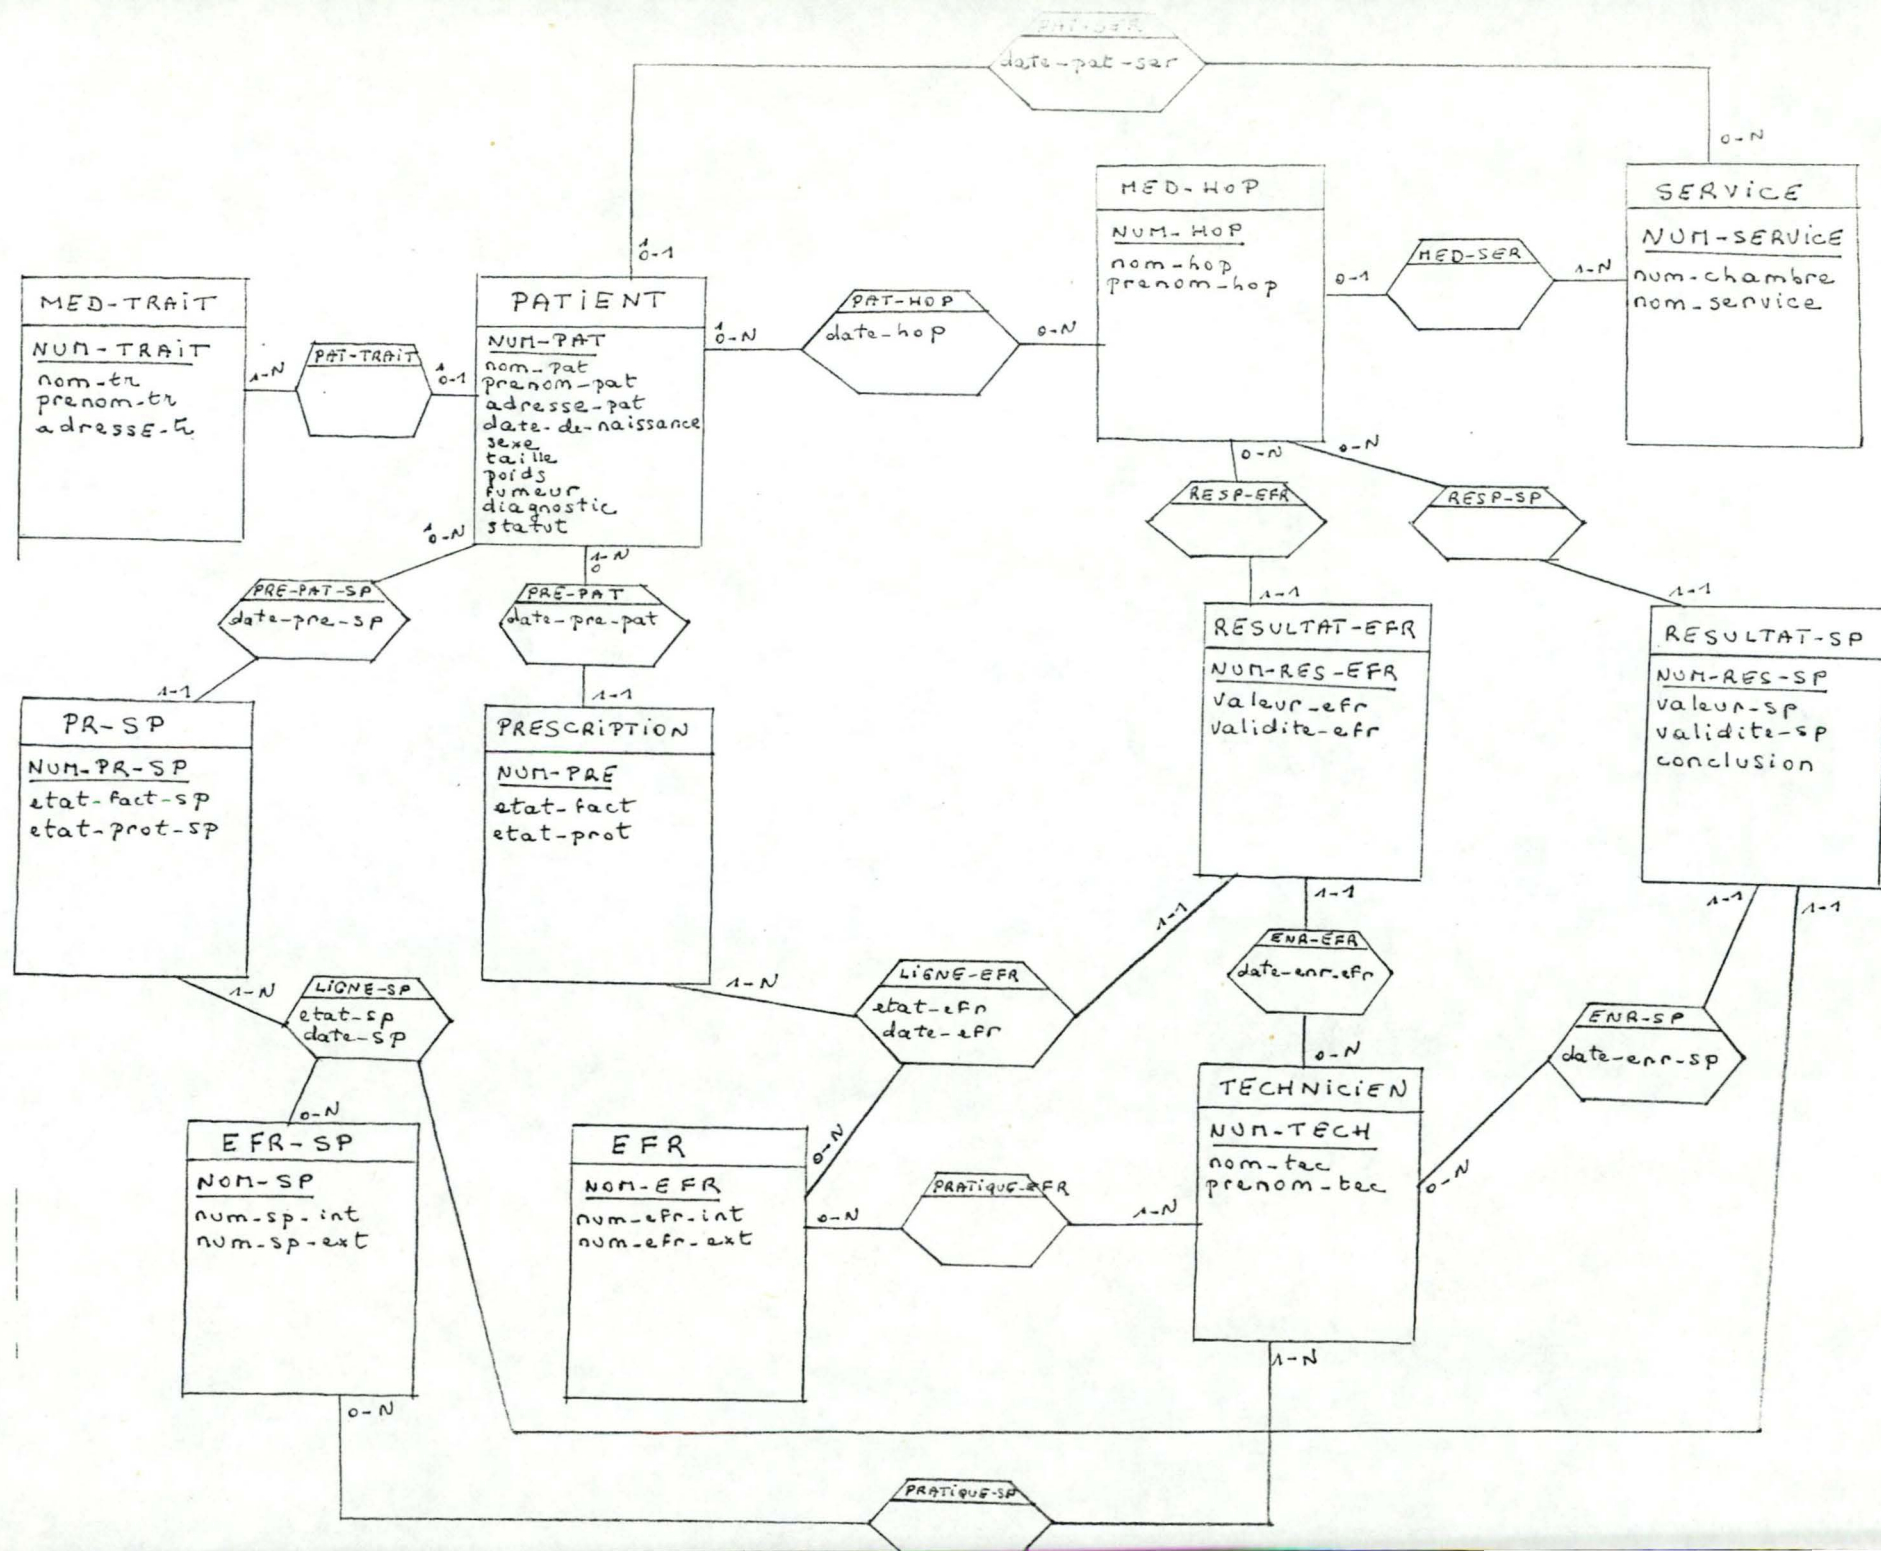 PAT-SER
date-pat-ser
0-N
1
0-1
MED-HOP
NUM-HOP
nom-hop
prenom-hop
SERVICE
NUM-SERVICE
num-chambre
nom-service
0-1
MED-SER
1-N
MED-TRAIT
NUM-TRAIT
nom-tr
prenom-tr
adresse-tr
1-N
PAT-TRAIT
1
0-1
PATIENT
NUM-PAT
nom-pat
prenom-pat
adresse-pat
date-de-naissance
sexe
taille
poids
fumeur
diagnostic
statut
1
0-N
PAT-HOP
date-hop
0-N
0-N
0-N
RESP-EFR
RESP-SP
1
0-N
1-N
0
PRE-PAT-SP
date-pre-sp
PRE-PAT
date-pre-pat
1-1
1-1
1-1
1-1
PR-SP
NUM-PR-SP
etat-fact-sp
etat-prot-sp
PRESCRIPTION
NUM-PRE
etat-fact
etat-prot
RESULTAT-EFR
NUM-RES-EFR
valeur-efr
validite-efr
RESULTAT-SP
NUM-RES-SP
valeur-sp
validite-sp
conclusion
1-N
LIGNE-SP
etat-sp
date-sp
1-N
LIGNE-EFR
etat-efr
date-efr
1-1
1-1
ENR-EFR
date-enr-efr
0-N
1-1
1-1
ENR-SP
date-enr-sp
0-N
0-N
EFR-SP
NOM-SP
num-sp-int
num-sp-ext
EFR
NOM-EFR
num-efr-int
num-efr-ext
0-N
0-N
PRATIQUE-EFR
1-N
TECHNICIEN
NUM-TECH
nom-tec
prenom-tec
0-N
1-N
PRATIQUE-SP